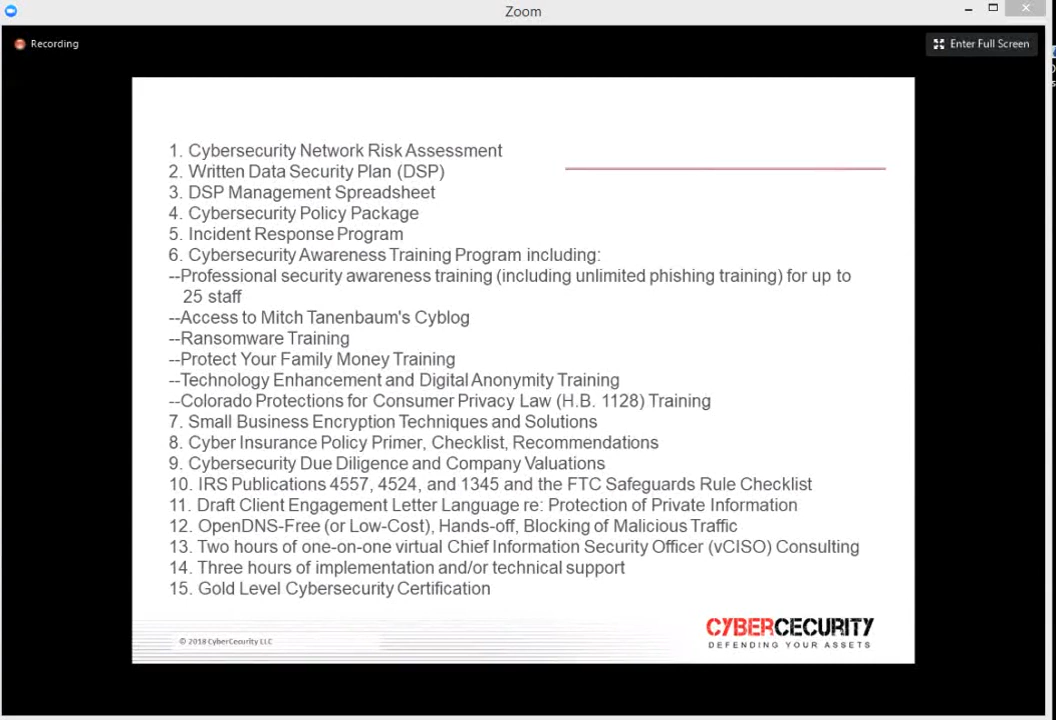 Zoom
Recording
Enter Full Screen
1. Cybersecurity Network Risk Assessment
2. Written Data Security Plan (DSP)
3. DSP Management Spreadsheet
4. Cybersecurity Policy Package
5. Incident Response Program
6. Cybersecurity Awareness Training Program including:
--Professional security awareness training (including unlimited phishing training) for up to
25 staff
--Access to Mitch Tanenbaum's Cyblog
--Ransomware Training
--Protect Your Family Money Training
--Technology Enhancement and Digital Anonymity Training
--Colorado Protections for Consumer Privacy Law (H.B. 1128) Training
7. Small Business Encryption Techniques and Solutions
8. Cyber Insurance Policy Primer, Checklist, Recommendations
9. Cybersecurity Due Diligence and Company Valuations
10. IRS Publications 4557, 4524, and 1345 and the FTC Safeguards Rule Checklist
11. Draft Client Engagement Letter Language re: Protection of Private Information
12. OpenDNS-Free (or Low-Cost), Hands-off, Blocking of Malicious Traffic
13. Two hours of one-on-one virtual Chief Information Security Officer (vCISO) Consulting
14. Three hours of implementation and/or technical support
15. Gold Level Cybersecurity Certification
© 2018 CyberCecurity LLC
CYBERCECURITY
DEFENDING YOUR ASSETS